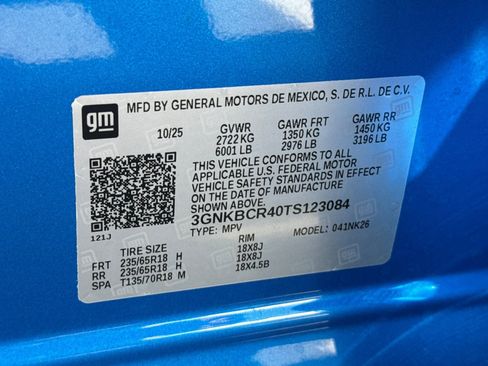 gm
MFD BY GENERAL MOTORS DE MEXICO, S. DE R.L. DE C.V.
10/25 GVWR GAWR FRT GAWR RR
2722 KG 1350 KG 1450 KG
6001 LB 2976 LB 3196 LB
THIS VEHICLE CONFORMS TO ALL
APPLICABLE U.S. FEDERAL MOTOR
VEHICLE SAFETY STANDARDS IN EFFECT
ON THE DATE OF MANUFACTURE
SHOWN ABOVE.
3GNKBCR40TS123084
TYPE: MPV MODEL: 041NK26
121J
TIRE SIZE RIM
FRT 235/65R18 H 18X8J
RR 235/65R18 H 18X8J
SPA T135/70R18 M 18X4.5B